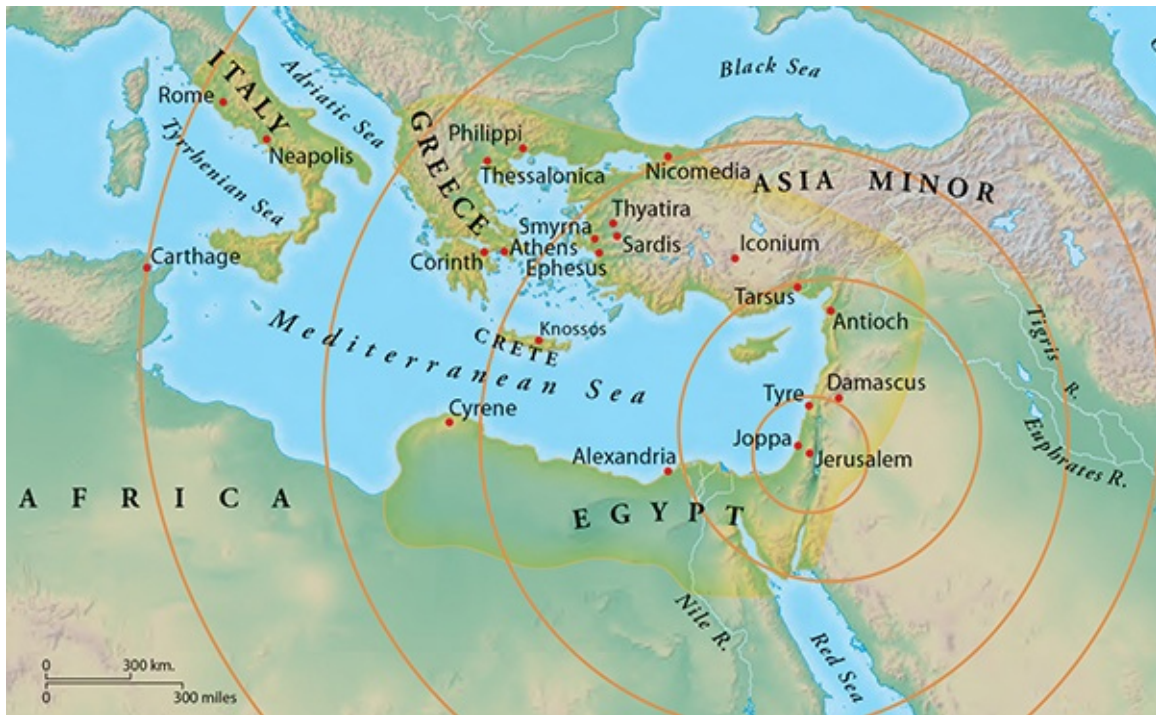 ITALY
Adriatic Sea
Black Sea
Rome
Neapolis
Tyrrhenian Sea
GREECE
Philippi
Thessalonica
Nicomedia
ASIA MINOR
Thyatira
Smyrna
Sardis
Athens
Corinth
Ephesus
Iconium
Carthage
Tarsus
Antioch
Tigris R.
Mediterranean Sea
Knossos
CRETE
Tyre
Damascus
Cyrene
Joppa
Jerusalem
Euphrates R.
Alexandria
AFRICA
EGYPT
Nile R.
Red Sea
0 300 km.
0 300 miles